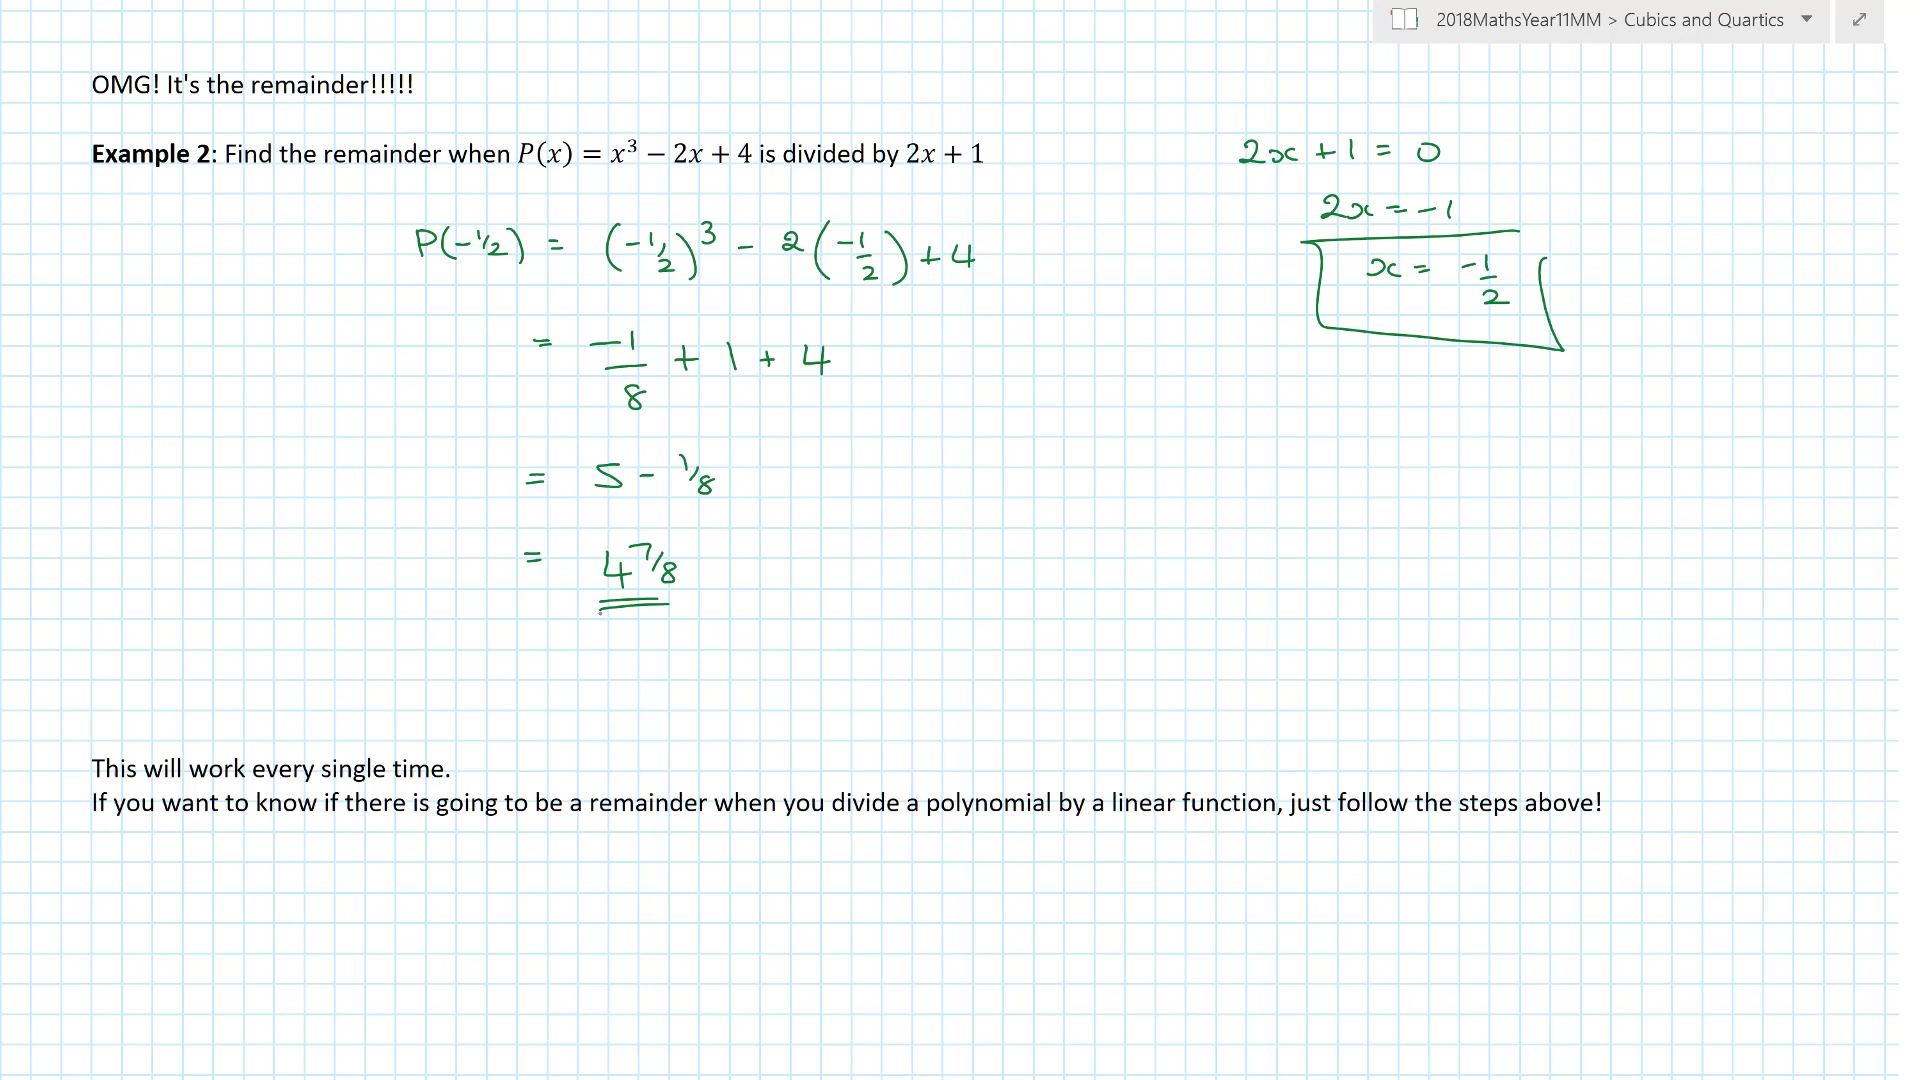 2018MathsYear11MM > Cubics and Quartics
OMG! It's the remainder!!!!!
Example 2: Find the remainder when P(x) = x³ − 2x + 4 is divided by 2x + 1
P(-1/2) = (-1/2)³ - 2(-1/2) + 4
= -1/8 + 1 + 4
= 5 - 1/8
= 4 7/8
2x + 1 = 0
2x = -1
x = -1/2
This will work every single time.
If you want to know if there is going to be a remainder when you divide a polynomial by a linear function, just follow the steps above!